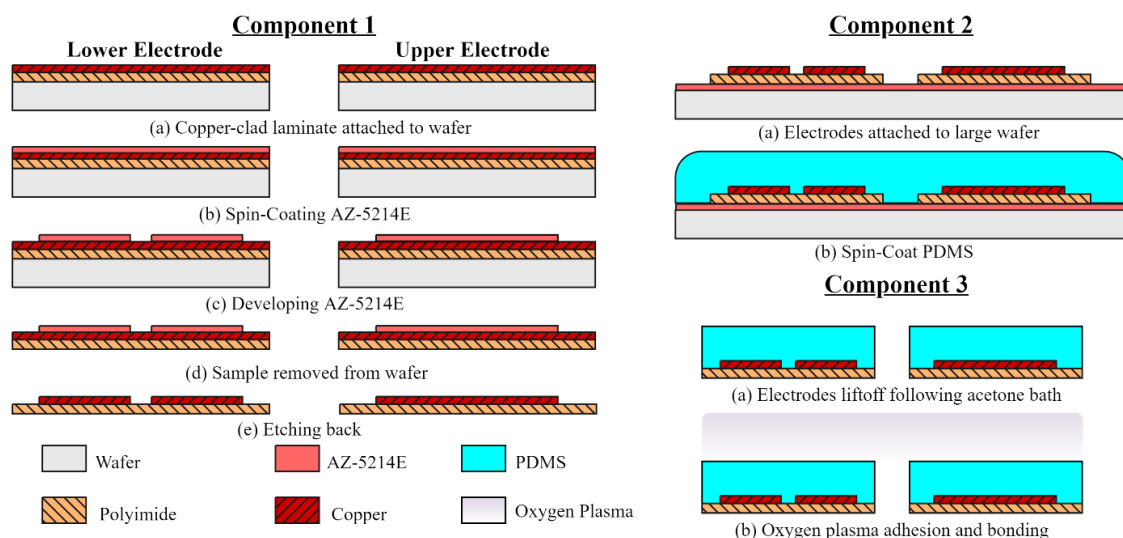 Component 1
Lower Electrode
Upper Electrode
(a) Copper-clad laminate attached to wafer
(b) Spin-Coating AZ-5214E
(c) Developing AZ-5214E
(d) Sample removed from wafer
(e) Etching back
Wafer
AZ-5214E
PDMS
Polyimide
Copper
Oxygen Plasma
Component 2
(a) Electrodes attached to large wafer
(b) Spin-Coat PDMS
Component 3
(a) Electrodes liftoff following acetone bath
(b) Oxygen plasma adhesion and bonding